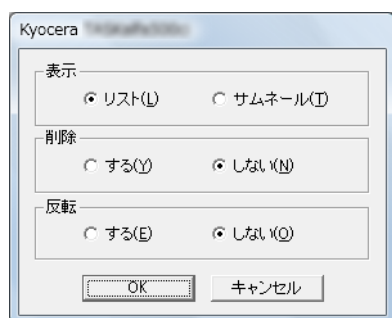 Kyocera
表示
リスト(L) サムネール(T)
削除
する(Y) しない(N)
反転
する(E) しない(O)
OK キャンセル